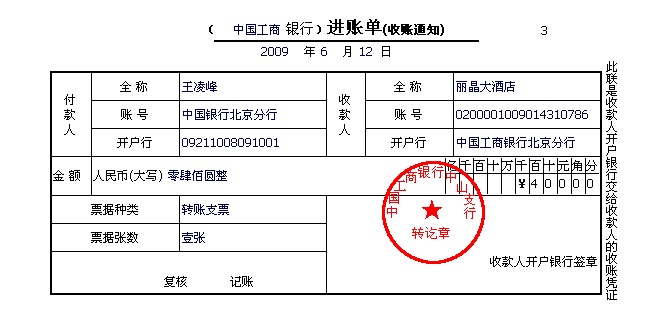 （ 中国工商 银行）进账单(收账通知) 3
2009 年 6 月 12 日
付款人 全 称 王凌峰 收款人 全 称 丽晶大酒店
账 号 中国银行北京分行 账 号 0200001009014310786
开户行 09211008091001 开户行 中国工商银行北京分行
金 额 人民币(大写) 零肆佰圆整 亿千百十万千百十元角分
¥40000
票据种类 转账支票
票据张数 壹张
中国工商银行中山支行
转讫章
收款人开户银行签章
复核 记账
此联是收款人开户银行交给收款人的收账凭证